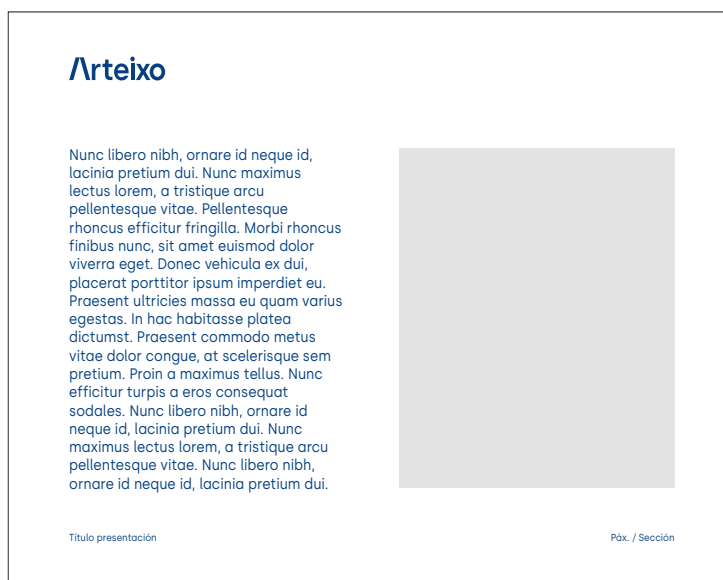 Arteixo
Nunc libero nibh, ornare id neque id,
lacinia pretium dui. Nunc maximus
lectus lorem, a tristique arcu
pellentesque vitae. Pellentesque
rhoncus efficitur fringilla. Morbi rhoncus
finibus nunc, sit amet euismod dolor
viverra eget. Donec vehicula ex dui,
placerat porttitor ipsum imperdiet eu.
Praesent ultricies massa eu quam varius
egestas. In hac habitasse platea
dictumst. Praesent commodo metus
vitae dolor congue, at scelerisque sem
pretium. Proin a maximus tellus. Nunc
efficitur turpis a eros consequat
sodales. Nunc libero nibh, ornare id
neque id, lacinia pretium dui. Nunc
maximus lectus lorem, a tristique arcu
pellentesque vitae. Nunc libero nibh,
ornare id neque id, lacinia pretium dui.
Título presentación
Páx. / Sección